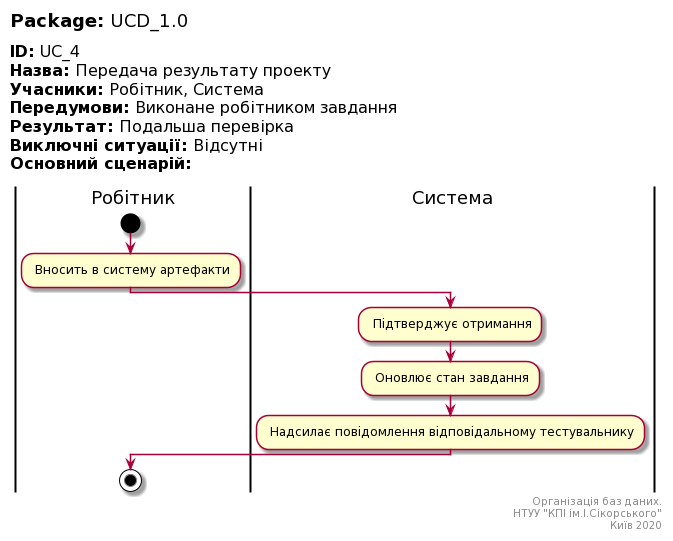 Package: UCD_1.0
ID: UC_4
Назва: Передача результату проекту
Учасники: Робітник, Система
Передумови: Виконане робітником завдання
Результат: Подальша перевірка
Виключні ситуації: Відсутні
Основний сценарій:
Робітник
Система
Вносить в систему артефакти
Підтверджує отримання
Оновлює стан завдання
Надсилає повідомлення відповідальному тестувальнику
Організація баз даних.
НТУУ "КПІ ім.І.Сікорського"
Київ 2020